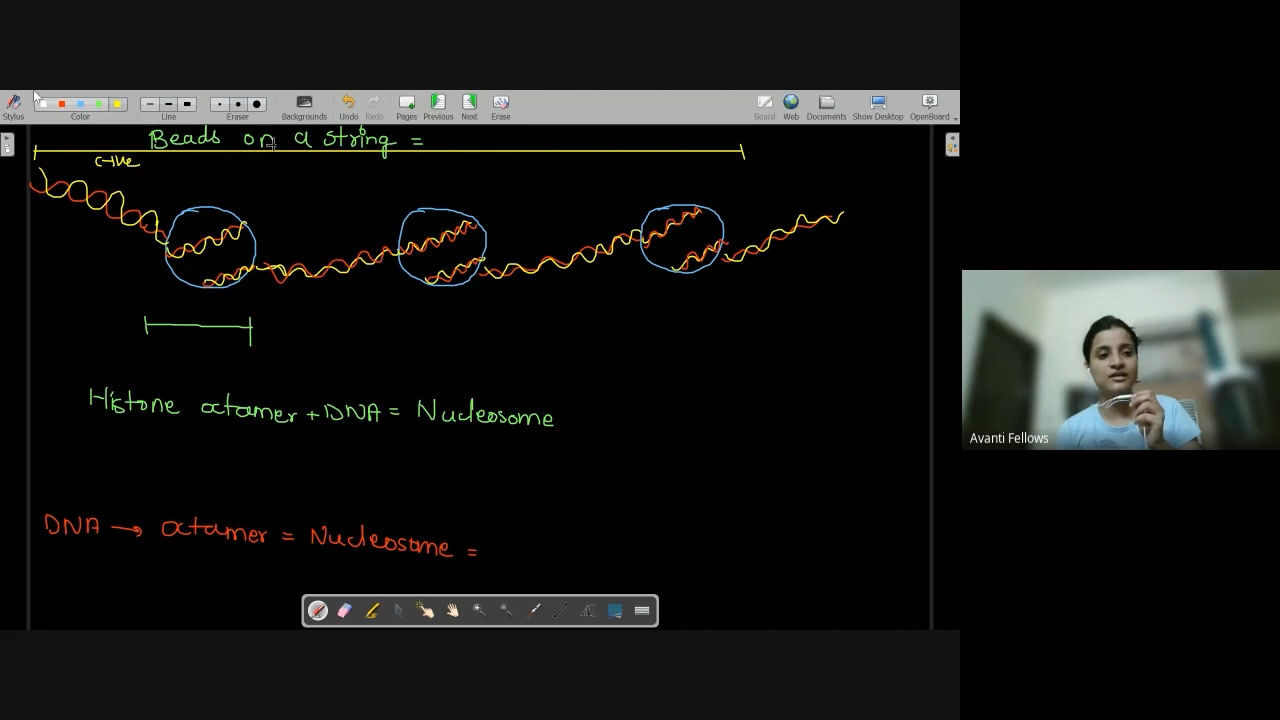 Stylus
Color
Line
Eraser
Backgrounds
Undo
Redo
Pages
Previous
Next
Erase
Board
Web
Documents
Show Desktop
OpenBoard
Beads on a string =
Histone octamer + DNA = Nucleosome
DNA → octamer = Nucleosome =
Avanti Fellows